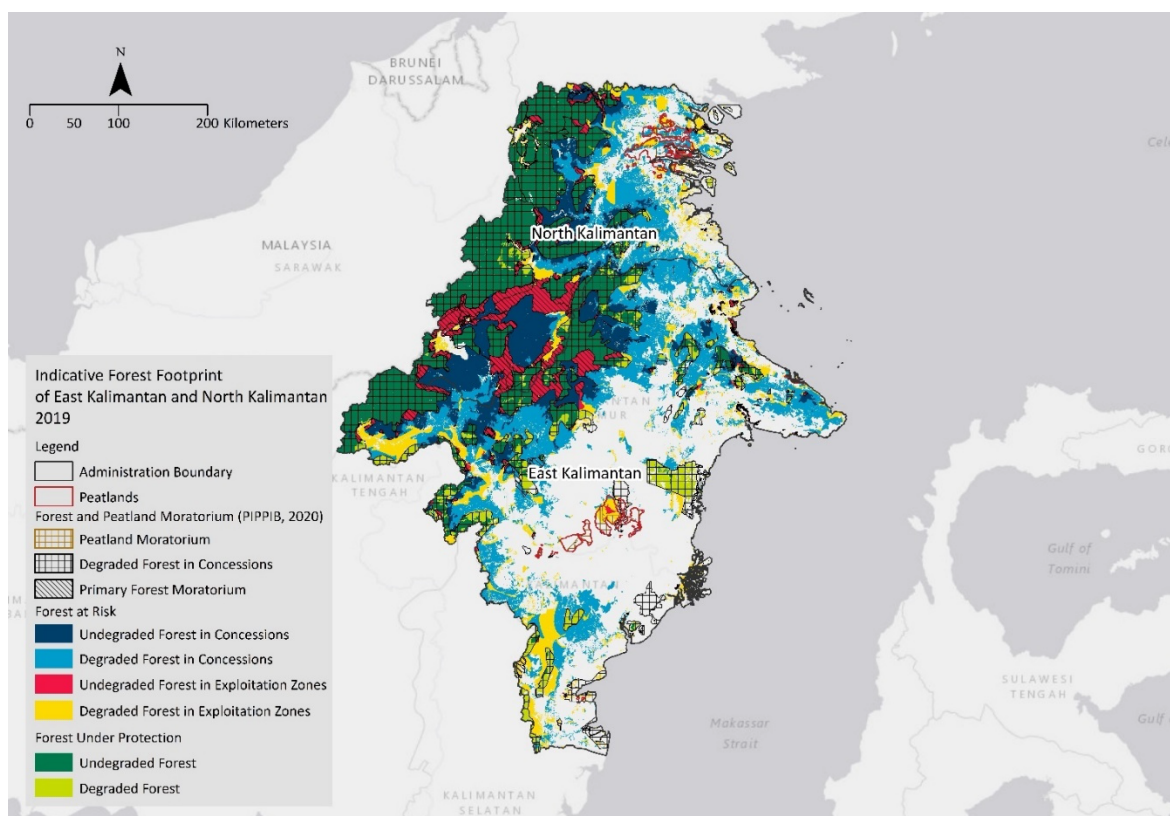 N
0 50 100 200 Kilometers
BRUNEI
DARUSSALAM
MALAYSIA
SARAWAK
North Kalimantan
East Kalimantan
KALIMANTAN
TENGAH
KALIMANTAN
SELATAN
Makassar
Strait
Gulf of
Tomini
SULAWESI
TENGAH
Indicative Forest Footprint
of East Kalimantan and North Kalimantan
2019
Legend
Administration Boundary
Peatlands
Forest and Peatland Moratorium (PIPPIB, 2020)
Peatland Moratorium
Degraded Forest in Concessions
Primary Forest Moratorium
Forest at Risk
Undegraded Forest in Concessions
Degraded Forest in Concessions
Undegraded Forest in Exploitation Zones
Degraded Forest in Exploitation Zones
Forest Under Protection
Undegraded Forest
Degraded Forest